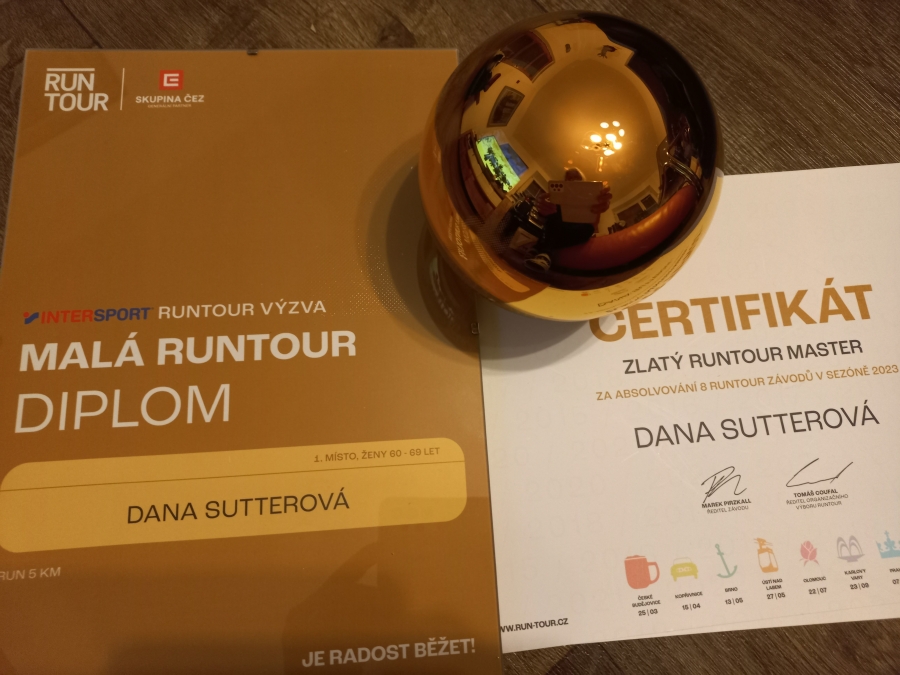 RUN
TOUR
SKUPINA ČEZ
INTERSPORT RUNTOUR VÝZVA
MALÁ RUNTOUR
DIPLOM
1. MÍSTO, ŽENY 60 - 69 LET
DANA SUTTEROVÁ
RUN 5 KM
JE RADOST BĚŽET!
CERTIFIKÁT
ZLATÝ RUNTOUR MASTER
ZA ABSOLVOVÁNÍ 8 RUNTOUR ZÁVODŮ V SEZÓNĚ 2023
DANA SUTTEROVÁ
MAREK PIRZKALL
ŘEDITEL ZÁVODU
TOMÁŠ COUFAL
ŘEDITEL ORGANIZAČNÍHO
VÝBORU RUNTOUR
ČESKÉ
BUDĚJOVICE
25 | 03
KOPŘIVNICE
15 | 04
BRNO
13 | 05
ÚSTÍ NAD
LABEM
27 | 05
OLOMOUC
22 | 07
KARLOVY
VARY
WWW.RUN-TOUR.CZ